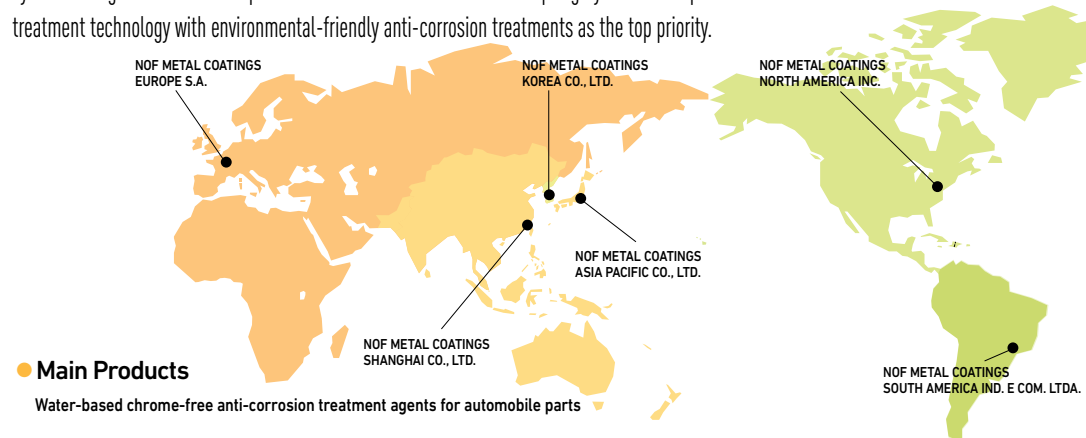 treatment technology with environmental-friendly anti-corrosion treatments as the top priority.
NOF METAL COATINGS
EUROPE S.A.
NOF METAL COATINGS
KOREA CO., LTD.
NOF METAL COATINGS
NORTH AMERICA INC.
NOF METAL COATINGS
ASIA PACIFIC CO., LTD.
NOF METAL COATINGS
SHANGHAI CO., LTD.
NOF METAL COATINGS
SOUTH AMERICA IND. E COM. LTDA.
Main Products
Water-based chrome-free anti-corrosion treatment agents for automobile parts